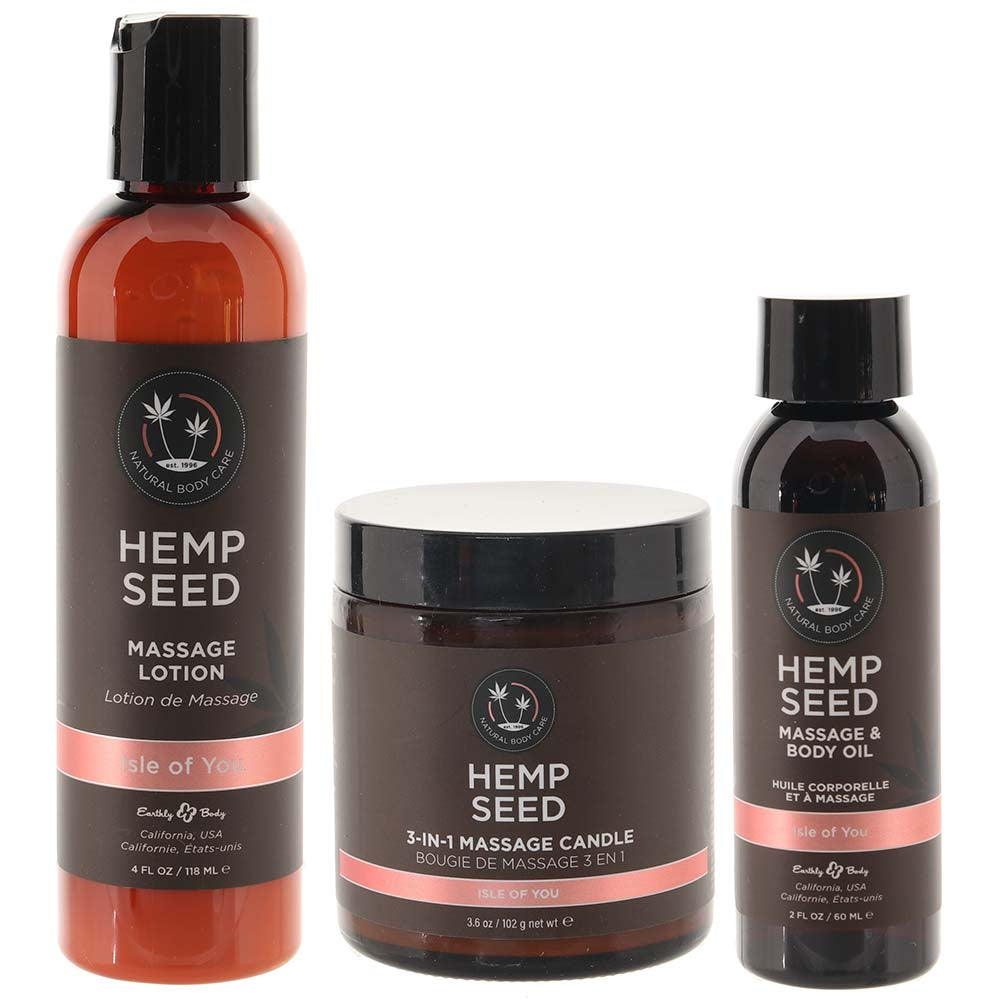 est. 1996
NATURAL BODY CARE
HEMP
SEED
MASSAGE
LOTION
Lotion de Massage
Isle of You
Earthly Body
California, USA
Californie, États-unis
4 FL OZ / 118 ML ℮
est. 1996
NATURAL BODY CARE
HEMP
SEED
3-IN-1 MASSAGE CANDLE
BOUGIE DE MASSAGE 3 EN 1
ISLE OF YOU
3.6 oz / 102 g net wt ℮
est. 1996
NATURAL BODY CARE
HEMP
SEED
MASSAGE &
BODY OIL
HUILE CORPORELLE
ET À MASSAGE
Isle of You
Earthly Body
California, USA
Californie, États-unis
2 FL OZ / 60 ML ℮